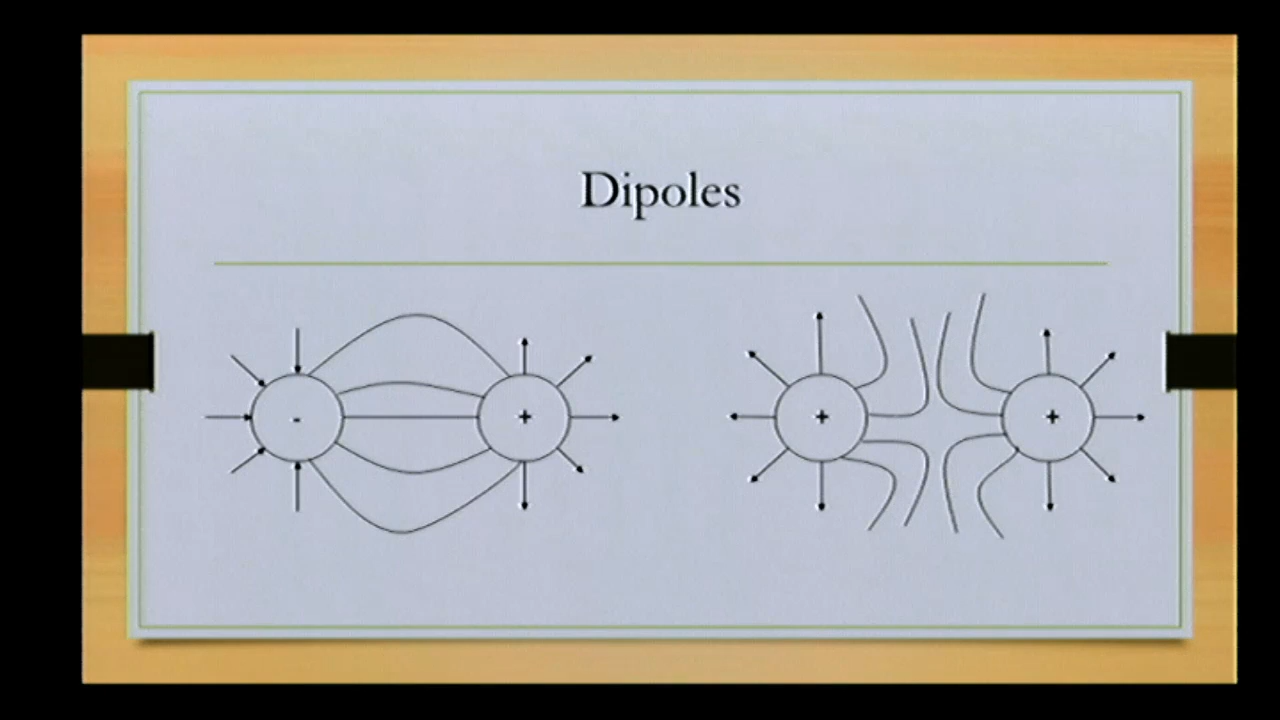 Dipoles
- + + +